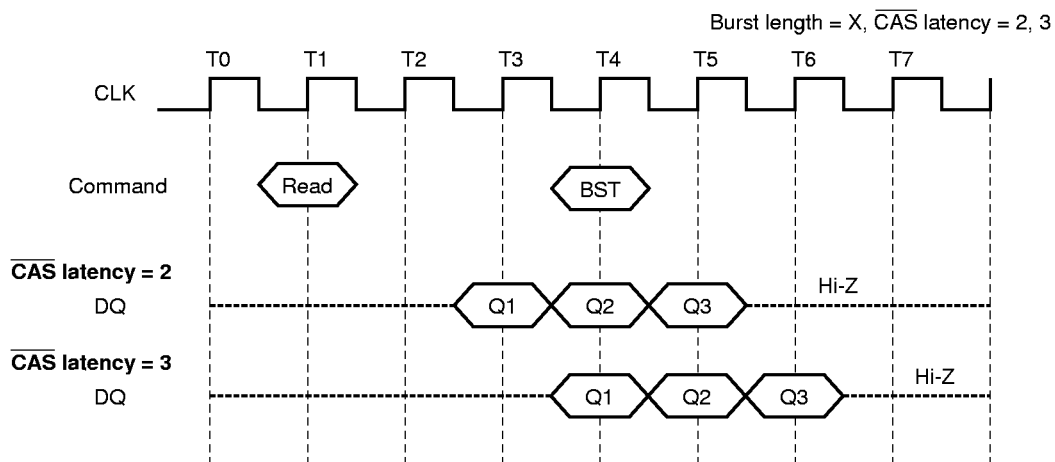 Burst length = X, CAS latency = 2, 3
T0 T1 T2 T3 T4 T5 T6 T7
CLK
Command Read BST
CAS latency = 2
DQ Q1 Q2 Q3 Hi-Z
CAS latency = 3
DQ Q1 Q2 Q3 Hi-Z